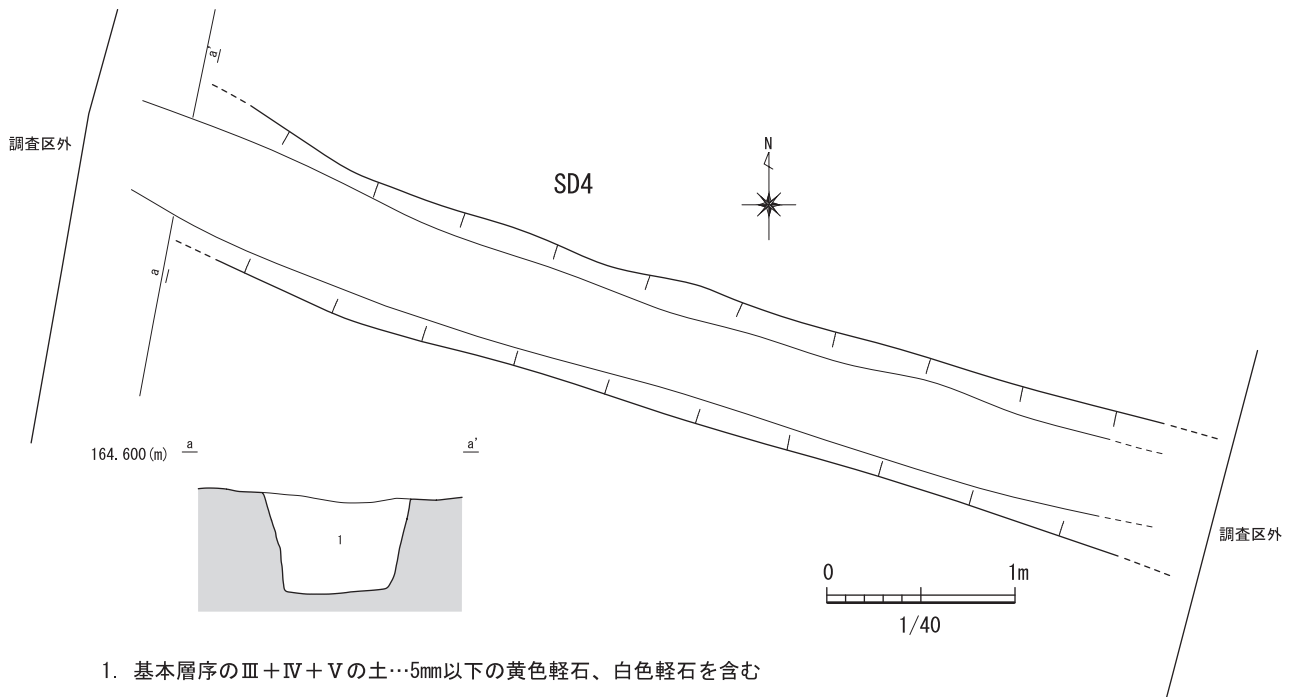 a'
調査区外
N
SD4
a
164.600(m) a a'
1
調査区外
0 1m
1/40
1. 基本層序のⅢ+Ⅳ+Ⅴの土…5㎜以下の黄色軽石、白色軽石を含む